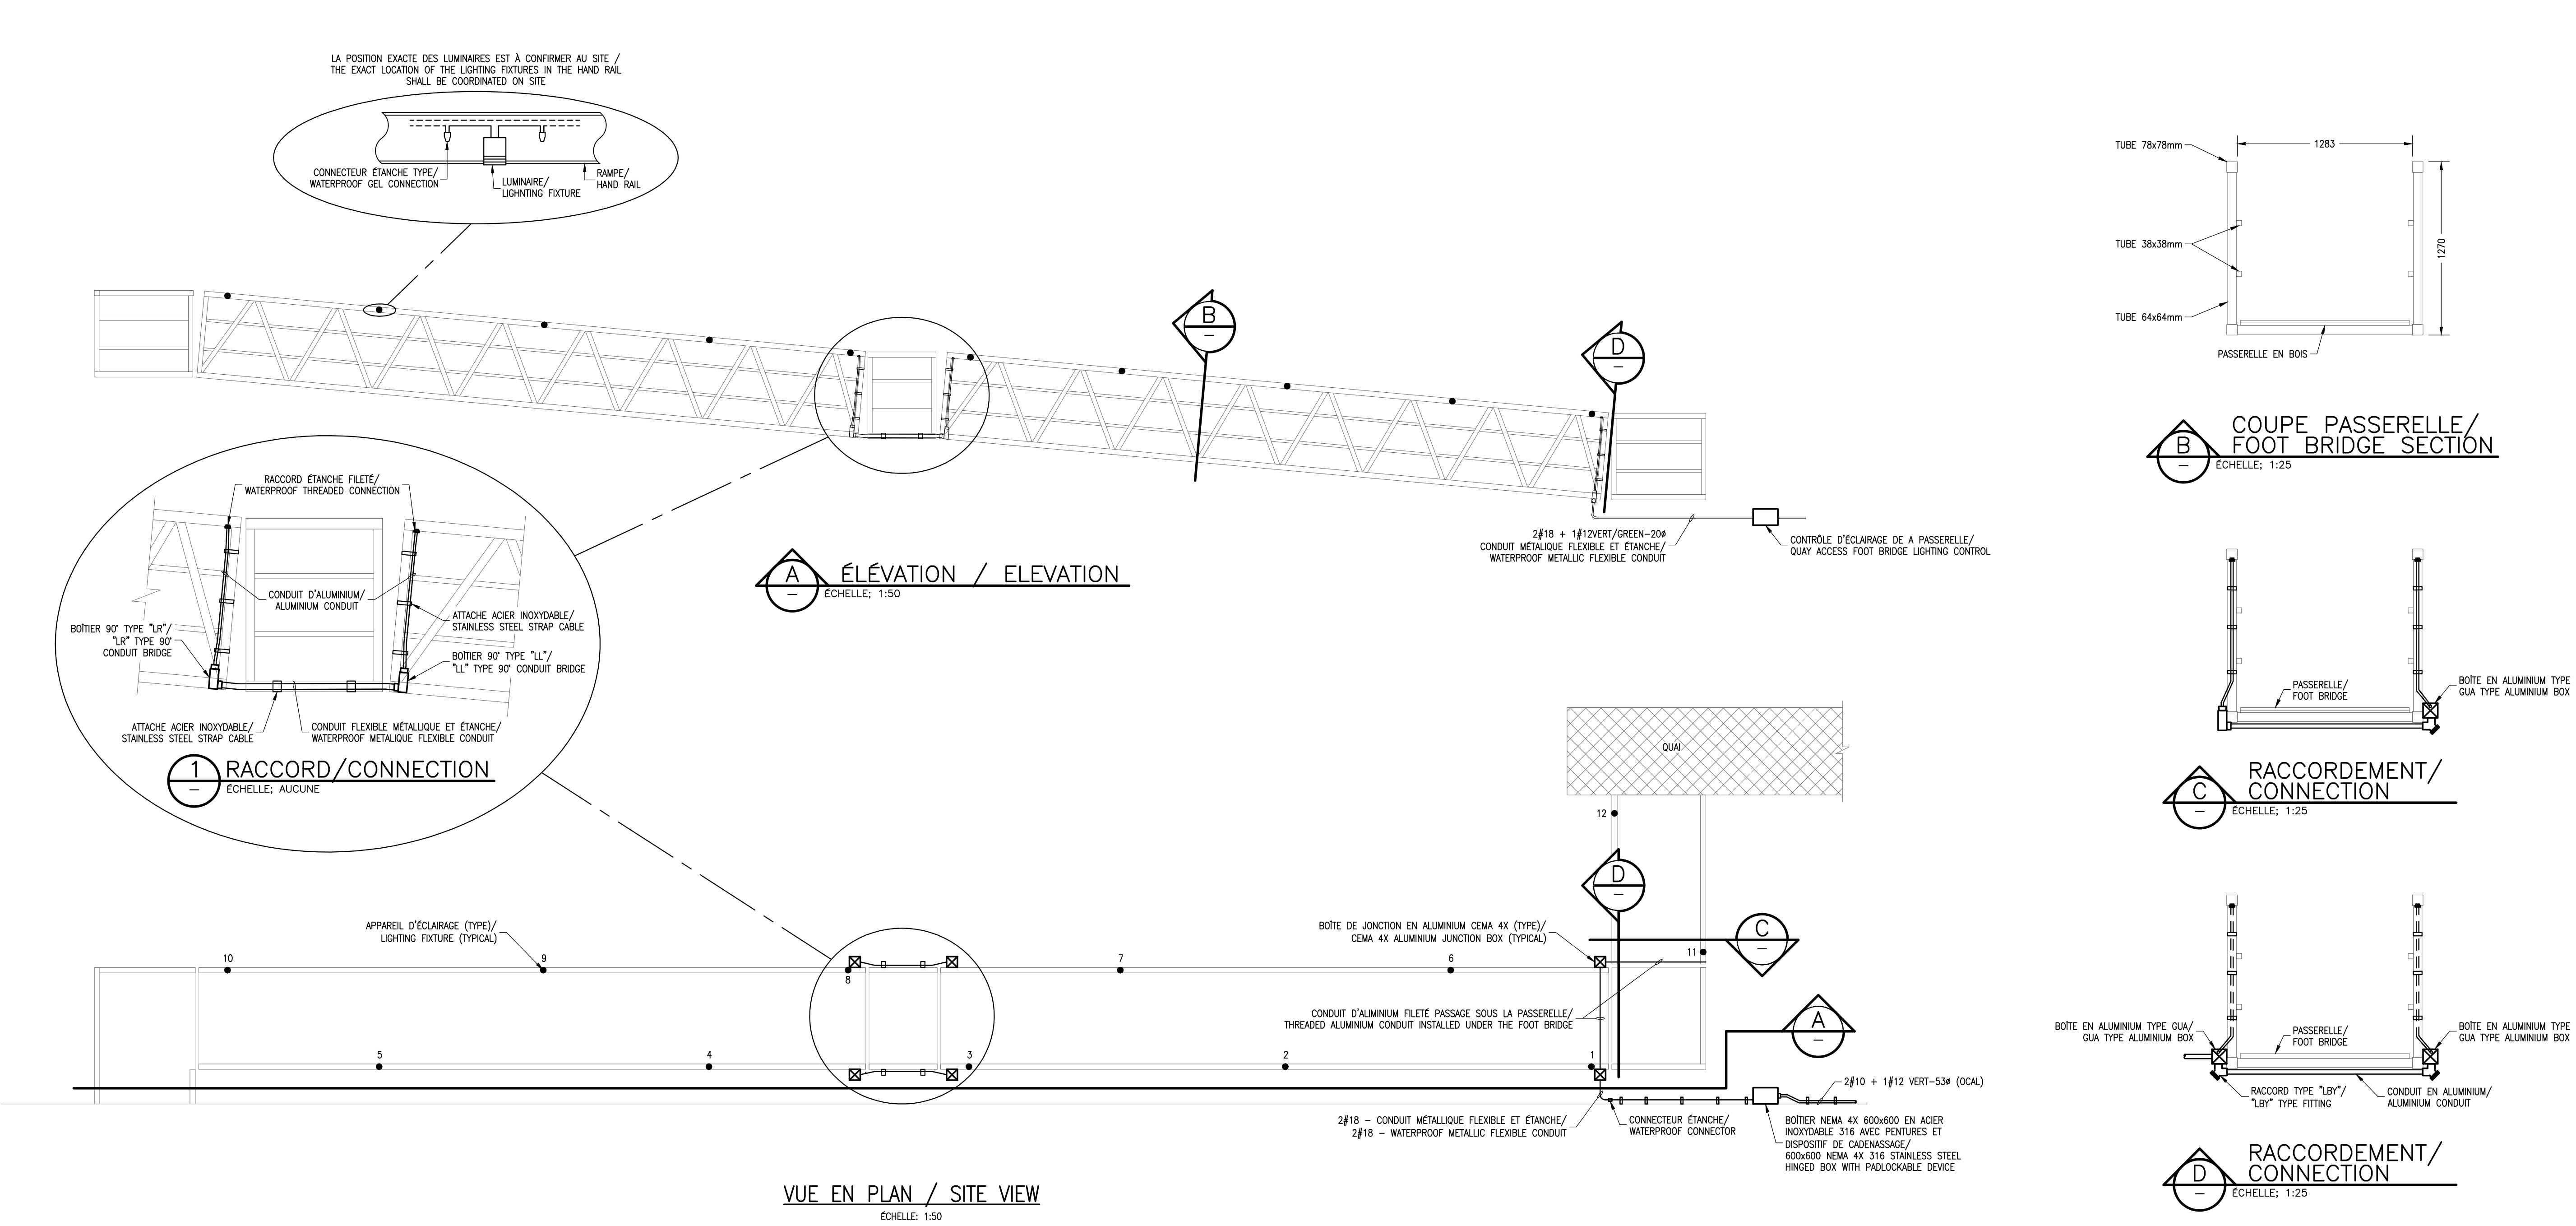 LA POSITION EXACTE DES LUMINAIRES EST À CONFIRMER AU SITE /
THE EXACT LOCATION OF THE LIGHTING FIXTURES IN THE HAND RAIL
SHALL BE COORDINATED ON SITE
CONNECTEUR ÉTANCHE TYPE/
WATERPROOF GEL CONNECTION
LUMINAIRE/
LIGHNTING FIXTURE
RAMPE/
HAND RAIL
B
–
D
–
RACCORD ÉTANCHE FILETÉ/
WATERPROOF THREADED CONNECTION
CONDUIT D'ALUMINIUM/
ALUMINIUM CONDUIT
ATTACHE ACIER INOXYDABLE/
STAINLESS STEEL STRAP CABLE
BOÎTIER 90° TYPE "LR"/
"LR" TYPE 90°
CONDUIT BRIDGE
BOÎTIER 90° TYPE "LL"/
"LL" TYPE 90° CONDUIT BRIDGE
ATTACHE ACIER INOXYDABLE/
STAINLESS STEEL STRAP CABLE
CONDUIT FLEXIBLE MÉTALLIQUE ET ÉTANCHE/
WATERPROOF METALIQUE FLEXIBLE CONDUIT
1
–
RACCORD/CONNECTION
ÉCHELLE; AUCUNE
A
–
ÉLÉVATION / ELEVATION
ÉCHELLE; 1:50
2#18 + 1#12VERT/GREEN-20ø
CONDUIT MÉTALIQUE FLEXIBLE ET ÉTANCHE/
WATERPROOF METALLIC FLEXIBLE CONDUIT
CONTRÔLE D'ÉCLAIRAGE DE A PASSERELLE/
QUAY ACCESS FOOT BRIDGE LIGHTING CONTROL
QUAI
12
D
–
C
–
11
APPAREIL D'ÉCLAIRAGE (TYPE)/
LIGHTING FIXTURE (TYPICAL)
BOÎTE DE JONCTION EN ALUMINIUM CEMA 4X (TYPE)/
CEMA 4X ALUMINIUM JUNCTION BOX (TYPICAL)
10
9
8
7
6
CONDUIT D'ALIMINIUM FILETÉ PASSAGE SOUS LA PASSERELLE/
THREADED ALUMINIUM CONDUIT INSTALLED UNDER THE FOOT BRIDGE
A
–
5
4
3
2
1
2#10 + 1#12 VERT-53ø (OCAL)
2#18 – CONDUIT MÉTALLIQUE FLEXIBLE ET ÉTANCHE/
2#18 – WATERPROOF METALLIC FLEXIBLE CONDUIT
CONNECTEUR ÉTANCHE/
WATERPROOF CONNECTOR
BOÎTIER NEMA 4X 600x600 EN ACIER
INOXYDABLE 316 AVEC PENTURES ET
DISPOSITIF DE CADENASSAGE/
600x600 NEMA 4X 316 STAINLESS STEEL
HINGED BOX WITH PADLOCKABLE DEVICE
VUE EN PLAN / SITE VIEW
ÉCHELLE: 1:50
TUBE 78x78mm
1283
TUBE 38x38mm
1270
TUBE 64x64mm
PASSERELLE EN BOIS
B
–
COUPE PASSERELLE/
FOOT BRIDGE SECTION
ÉCHELLE; 1:25
PASSERELLE/
FOOT BRIDGE
BOÎTE EN ALUMINIUM TYPE
GUA TYPE ALUMINIUM BOX
C
–
RACCORDEMENT/
CONNECTION
ÉCHELLE; 1:25
BOÎTE EN ALUMINIUM TYPE GUA/
GUA TYPE ALUMINIUM BOX
PASSERELLE/
FOOT BRIDGE
BOÎTE EN ALUMINIUM TYPE
GUA TYPE ALUMINIUM BOX
RACCORD TYPE "LBY"/
"LBY" TYPE FITTING
CONDUIT EN ALUMINIUM/
ALUMINIUM CONDUIT
D
–
RACCORDEMENT/
CONNECTION
ÉCHELLE; 1:25